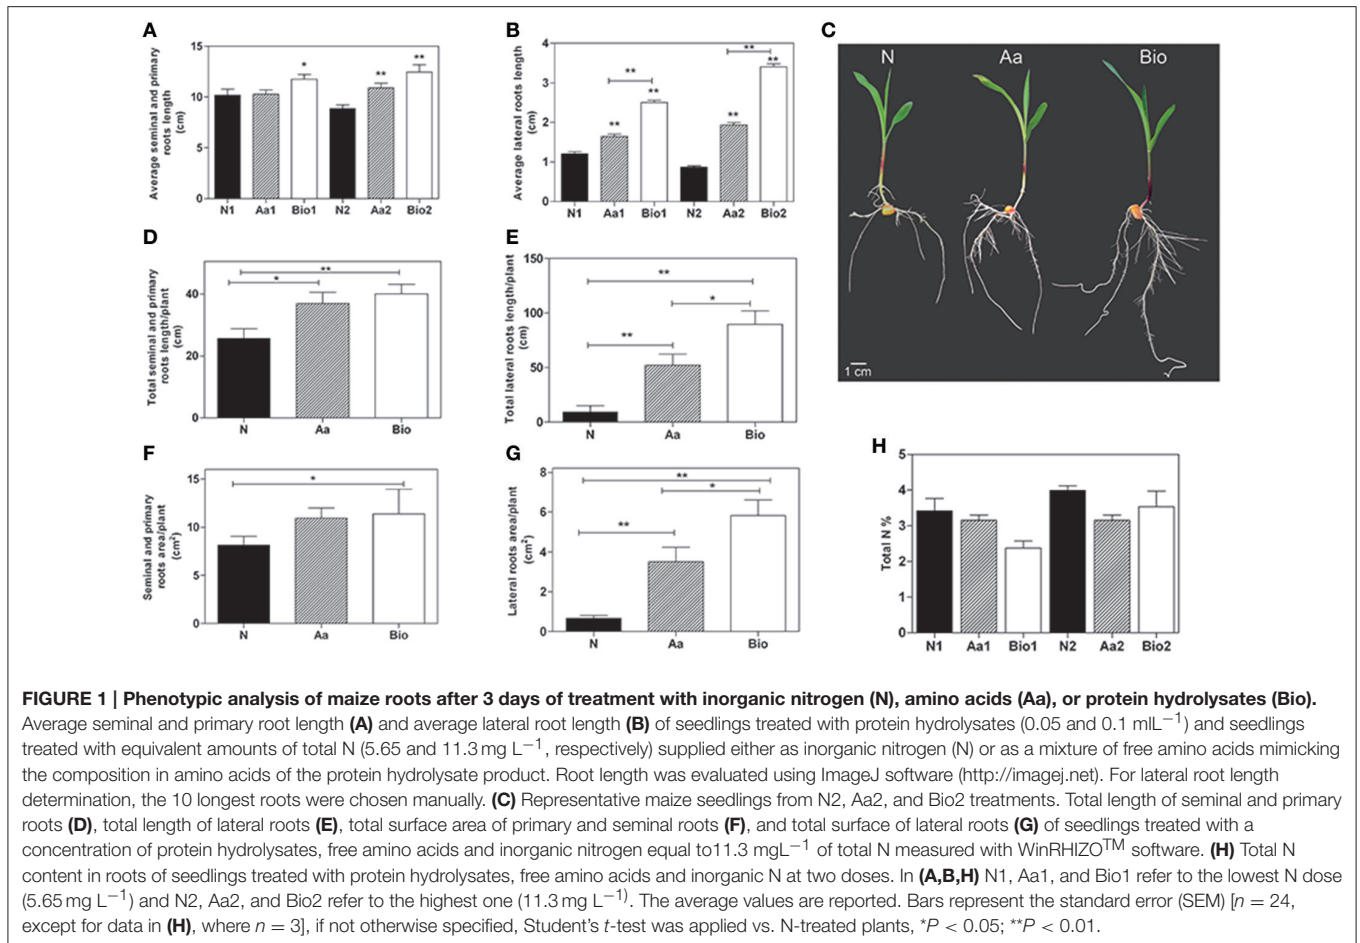 A
Average seminal and primary
roots length
(cm)
15
10
5
0
*
**
**
N1 Aa1 Bio1 N2 Aa2 Bio2
B
Average lateral roots length
(cm)
4
3
2
1
0
**
**
**
**
**
**
N1 Aa1 Bio1 N2 Aa2 Bio2
C
N Aa Bio
1 cm
D
Total seminal and primary
roots length/plant
(cm)
40
20
0
**
*
N Aa Bio
E
Total lateral roots length/plant
(cm)
150
100
50
0
**
*
**
N Aa Bio
F
Seminal and primary
roots area/plant
(cm²)
15
10
5
0
*
N Aa Bio
G
Lateral roots area/plant
(cm²)
8
6
4
2
0
**
*
**
N Aa Bio
H
Total N %
5
4
3
2
1
0
N1 Aa1 Bio1 N2 Aa2 Bio2
FIGURE 1 | Phenotypic analysis of maize roots after 3 days of treatment with inorganic nitrogen (N), amino acids (Aa), or protein hydrolysates (Bio).
Average seminal and primary root length (A) and average lateral root length (B) of seedlings treated with protein hydrolysates (0.05 and 0.1 mlL⁻¹) and seedlings
treated with equivalent amounts of total N (5.65 and 11.3 mg L⁻¹, respectively) supplied either as inorganic nitrogen (N) or as a mixture of free amino acids mimicking
the composition in amino acids of the protein hydrolysate product. Root length was evaluated using ImageJ software (http://imagej.net). For lateral root length
determination, the 10 longest roots were chosen manually. (C) Representative maize seedlings from N2, Aa2, and Bio2 treatments. Total length of seminal and primary
roots (D), total length of lateral roots (E), total surface area of primary and seminal roots (F), and total surface of lateral roots (G) of seedlings treated with a
concentration of protein hydrolysates, free amino acids and inorganic nitrogen equal to11.3 mgL⁻¹ of total N measured with WinRHIZO™ software. (H) Total N
content in roots of seedlings treated with protein hydrolysates, free amino acids and inorganic N at two doses. In (A,B,H) N1, Aa1, and Bio1 refer to the lowest N dose
(5.65 mg L⁻¹) and N2, Aa2, and Bio2 refer to the highest one (11.3 mg L⁻¹). The average values are reported. Bars represent the standard error (SEM) [n = 24,
except for data in (H), where n = 3], if not otherwise specified, Student's t-test was applied vs. N-treated plants, *P < 0.05; **P < 0.01.